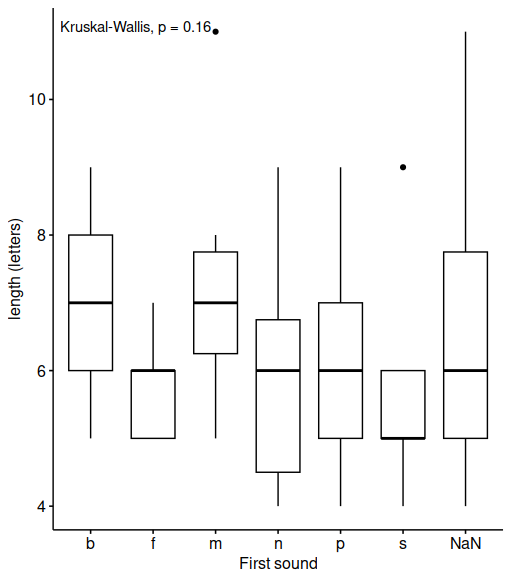 Kruskal-Wallis, p = 0.16
10
8
6
4
length (letters)
b f m n p s NaN
First sound